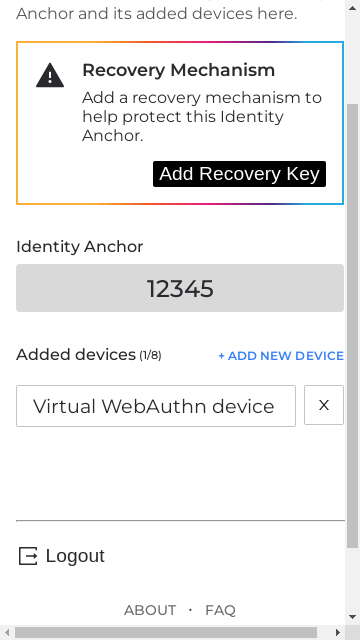 Anchor and its added devices here.
Recovery Mechanism
Add a recovery mechanism to
help protect this Identity
Anchor.
Add Recovery Key
Identity Anchor
12345
Added devices (1/8)
+ ADD NEW DEVICE
Virtual WebAuthn device
X
Logout
ABOUT · FAQ